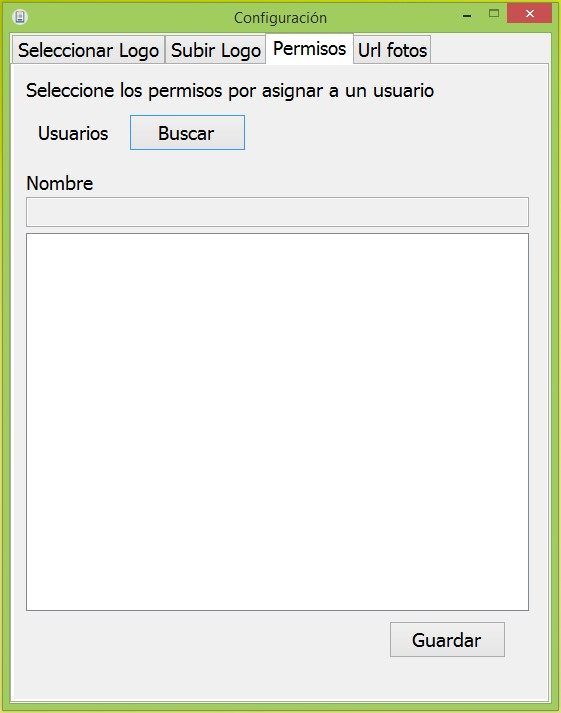 Configuración
Seleccionar Logo Subir Logo Permisos Url fotos
Seleccione los permisos por asignar a un usuario
Usuarios Buscar
Nombre
Guardar